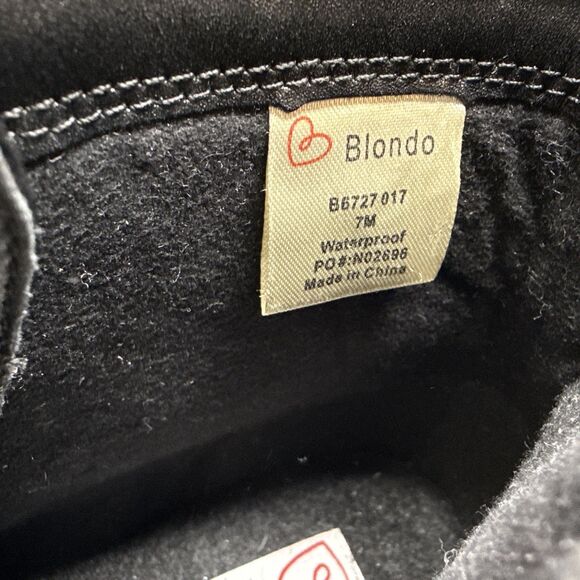 Blondo
B6727 017
7M
Waterproof
PO#:N02696
Made in China